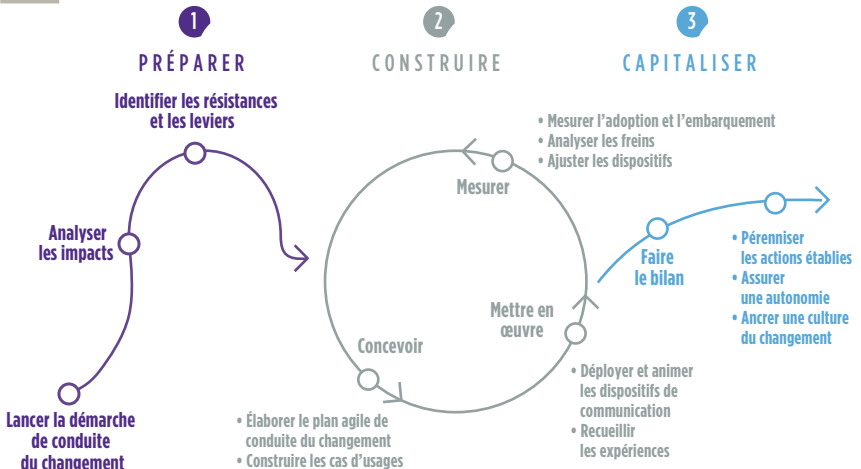 1
PRÉPARER
Identifier les résistances
et les leviers
Analyser
les impacts
Lancer la démarche
de conduite
du changement
2
CONSTRUIRE
• Mesurer l’adoption et l’embarquement
• Analyser les freins
• Ajuster les dispositifs
Mesurer
Mettre en
œuvre
Concevoir
• Déployer et animer
les dispositifs de
communication
• Recueillir
les expériences
• Élaborer le plan agile de
conduite du changement
• Construire les cas d’usages
3
CAPITALISER
Faire
le bilan
• Pérenniser
les actions établies
• Assurer
une autonomie
• Ancrer une culture
du changement